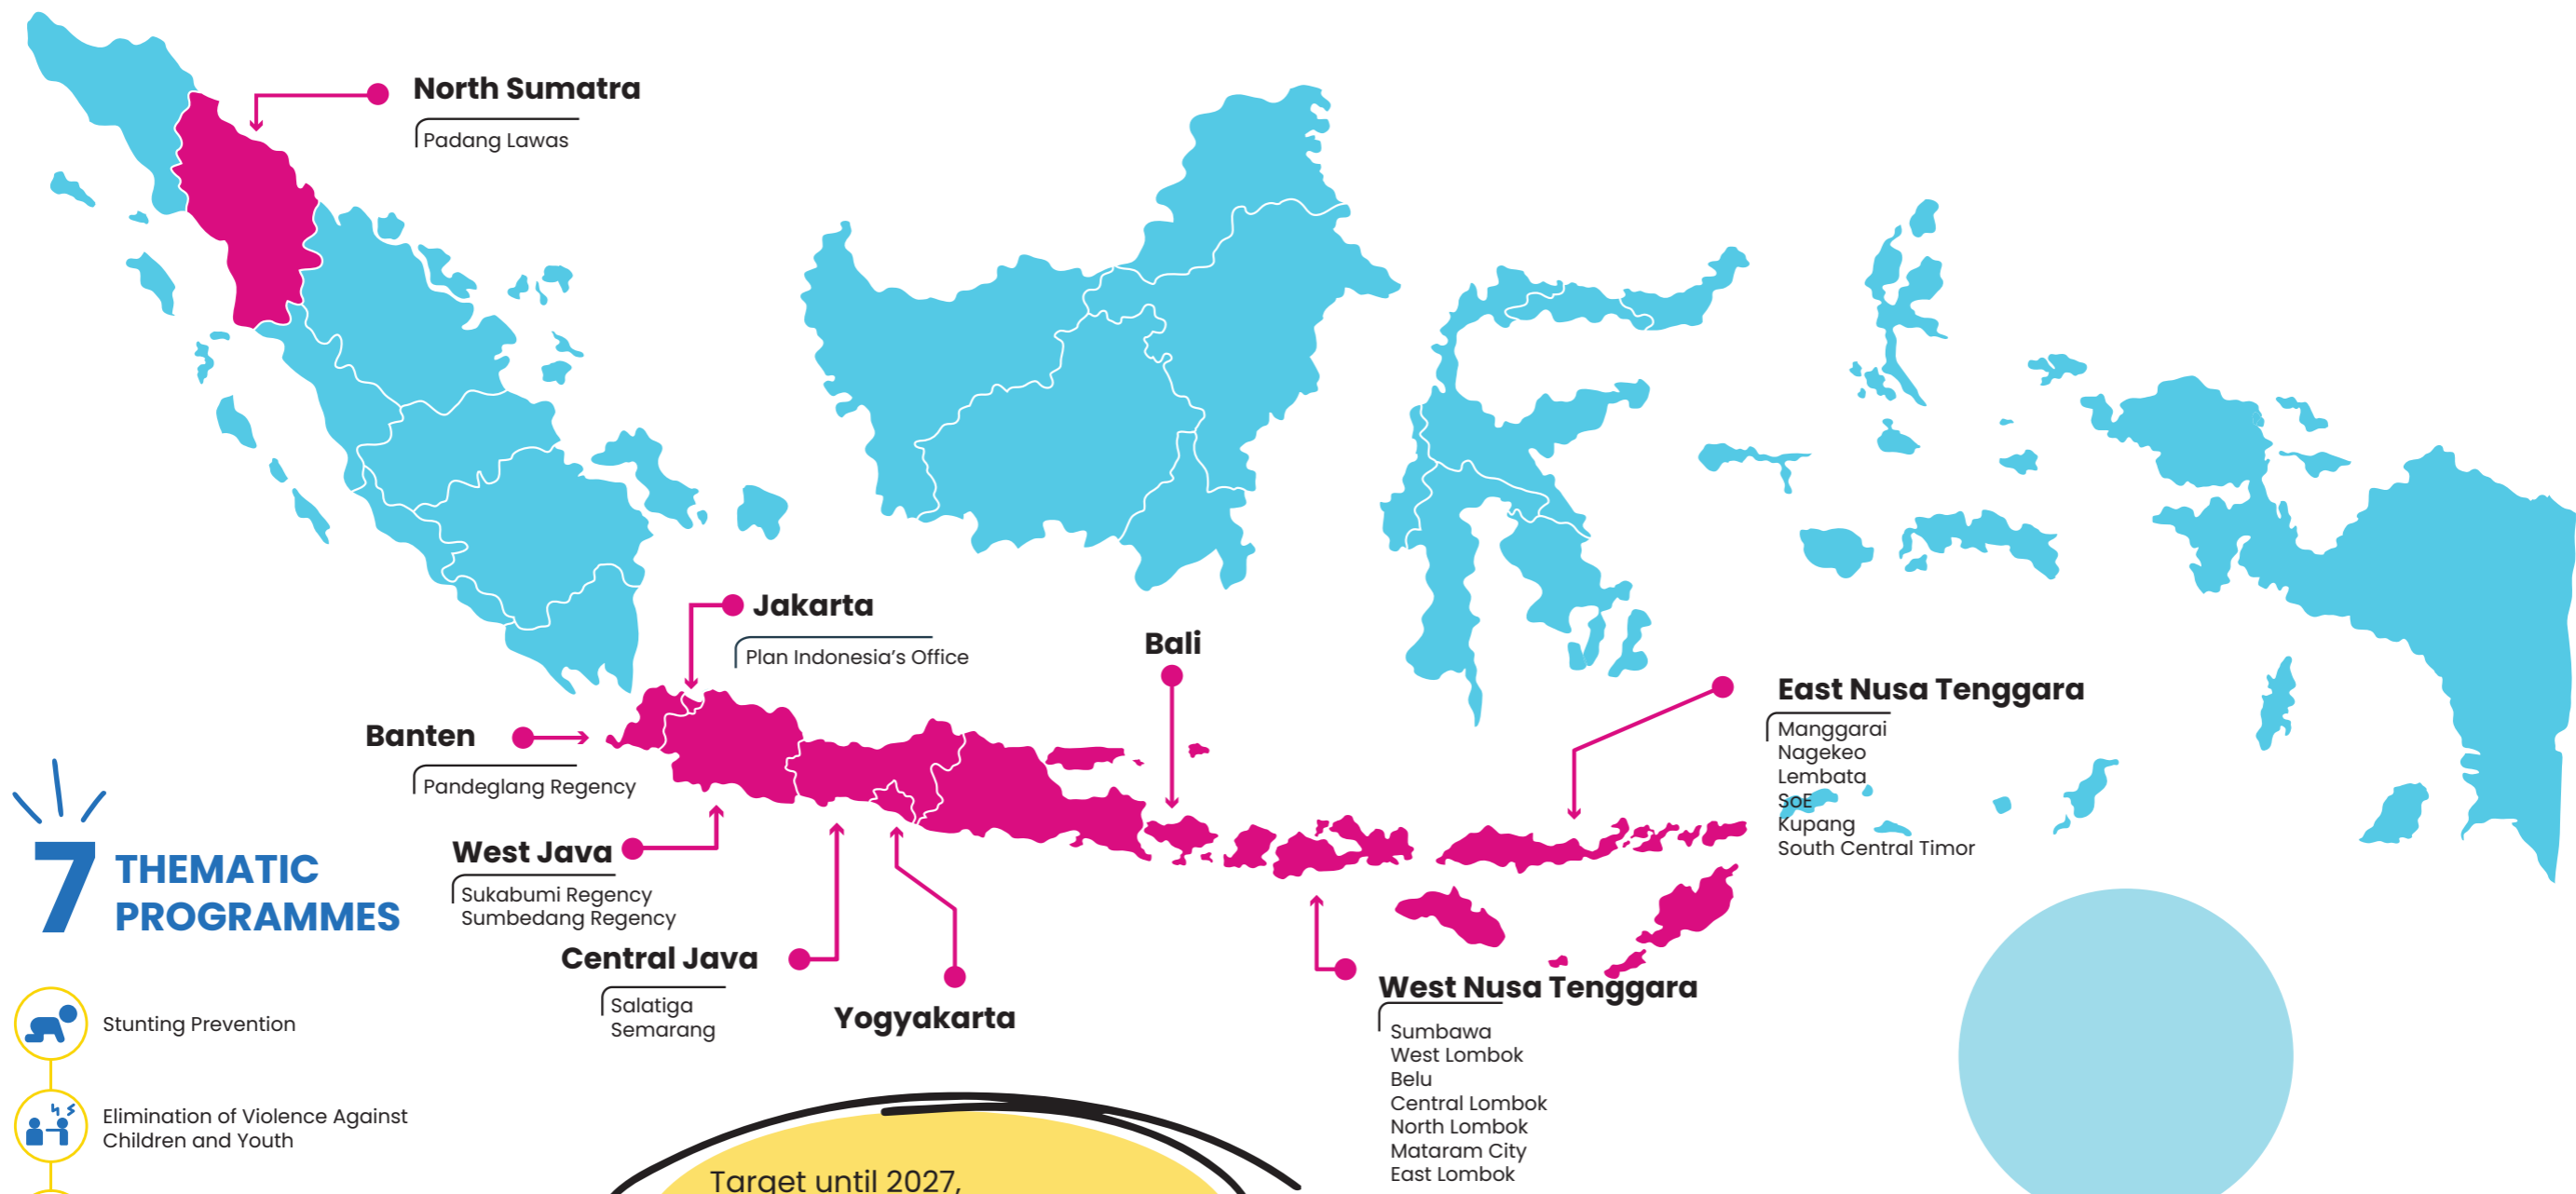 North Sumatra
Padang Lawas
Jakarta
Plan Indonesia's Office
Bali
East Nusa Tenggara
Manggarai
Nagekeo
Lembata
SoE
Kupang
South Central Timor
Banten
Pandeglang Regency
West Java
Sukabumi Regency
Sumbedang Regency
Central Java
Salatiga
Semarang
Yogyakarta
West Nusa Tenggara
Sumbawa
West Lombok
Belu
Central Lombok
North Lombok
Mataram City
East Lombok
7 THEMATIC
PROGRAMMES
Stunting Prevention
Elimination of Violence Against
Children and Youth
Target until 2027,